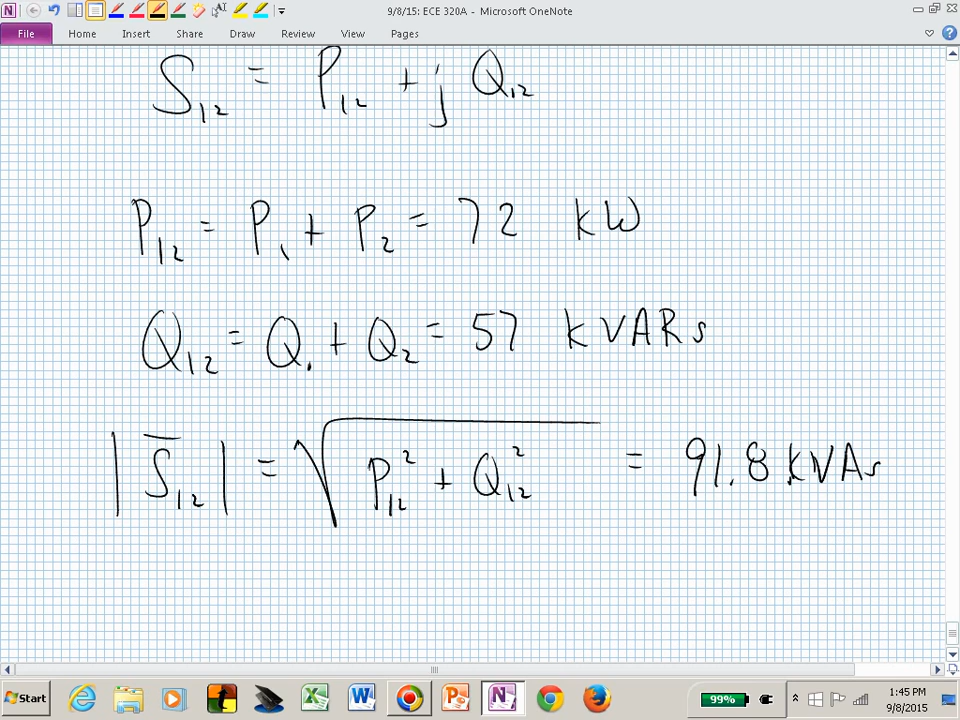 9/8/15: ECE 320A - Microsoft OneNote
File Home Insert Share Draw Review View Pages
S₁₂ = P₁₂ + j Q₁₂
P₁₂ = P₁ + P₂ = 72 kW
Q₁₂ = Q₁ + Q₂ = 57 kVARs
|S̅₁₂| = √(P₁₂² + Q₁₂²) = 91.8 kVAs
Start
99%
1:45 PM
9/8/2015